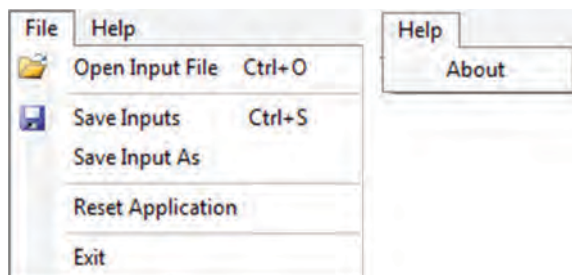 File Help
Open Input File Ctrl+O
Save Inputs Ctrl+S
Save Input As
Reset Application
Exit
Help
About